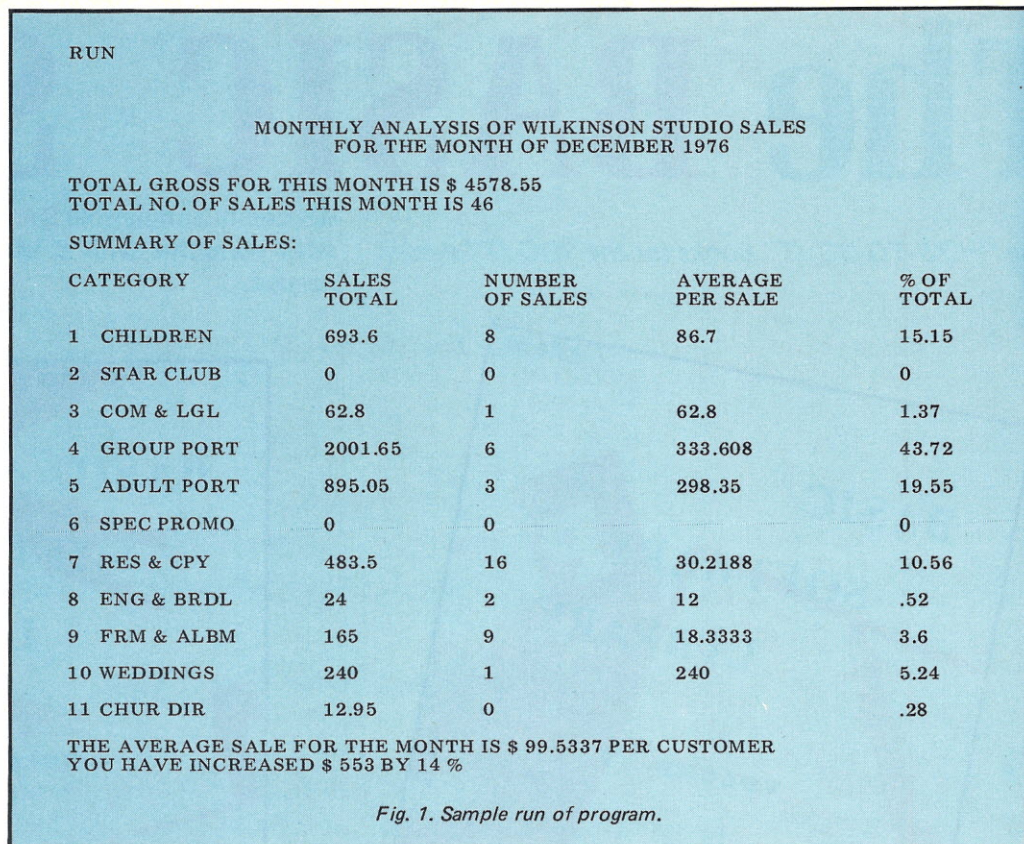 RUN
MONTHLY ANALYSIS OF WILKINSON STUDIO SALES
FOR THE MONTH OF DECEMBER 1976
TOTAL GROSS FOR THIS MONTH IS $ 4578.55
TOTAL NO. OF SALES THIS MONTH IS 46
SUMMARY OF SALES:
CATEGORY SALES NUMBER AVERAGE % OF
TOTAL OF SALES PER SALE TOTAL
1 CHILDREN 693.6 8 86.7 15.15
2 STAR CLUB 0 0 0
3 COM & LGL 62.8 1 62.8 1.37
4 GROUP PORT 2001.65 6 333.608 43.72
5 ADULT PORT 895.05 3 298.35 19.55
6 SPEC PROMO 0 0 0
7 RES & CPY 483.5 16 30.2188 10.56
8 ENG & BRDL 24 2 12 .52
9 FRM & ALBM 165 9 18.3333 3.6
10 WEDDINGS 240 1 240 5.24
11 CHUR DIR 12.95 0 .28
THE AVERAGE SALE FOR THE MONTH IS $ 99.5337 PER CUSTOMER
YOU HAVE INCREASED $ 553 BY 14 %
Fig. 1. Sample run of program.